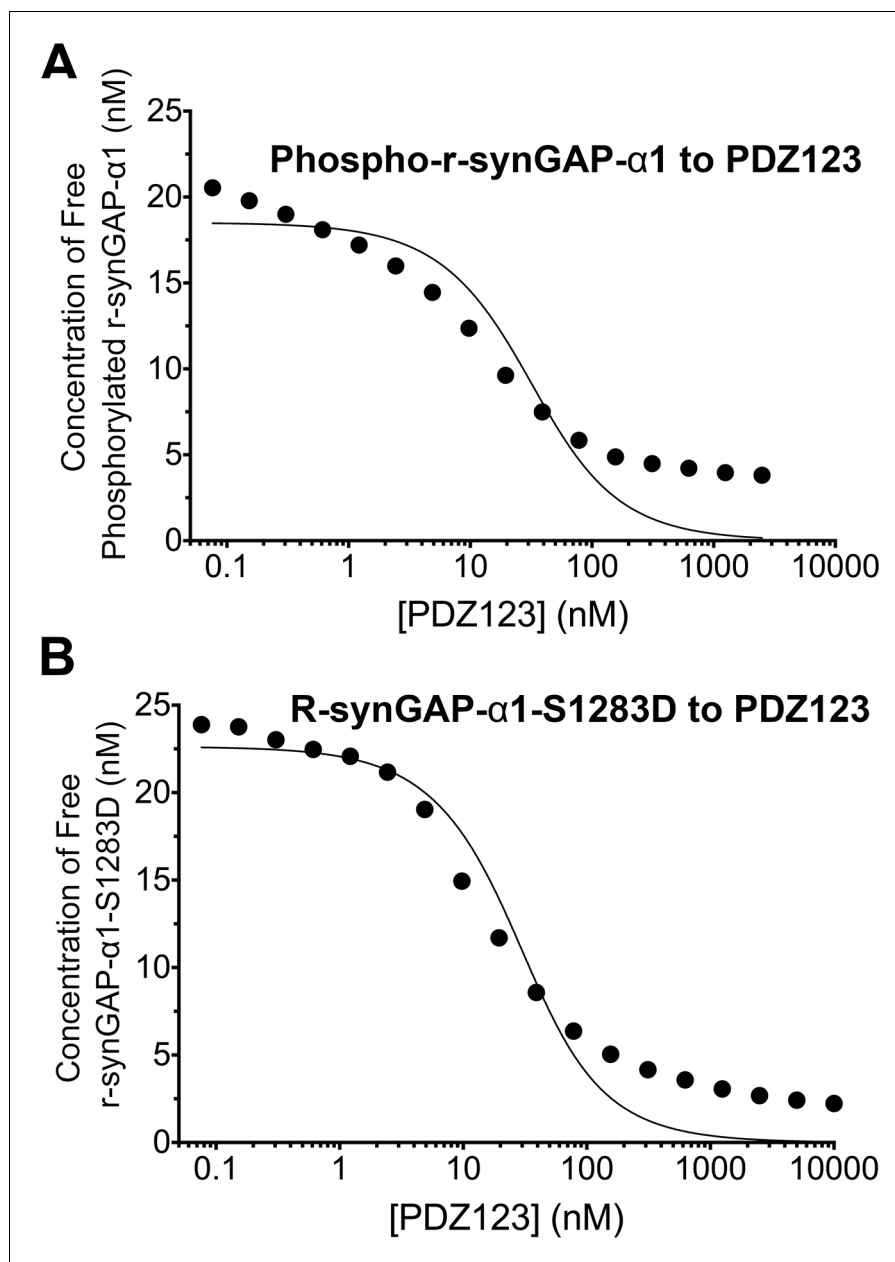 A
Phospho-r-synGAP-α1 to PDZ123
Concentration of Free
Phosphorylated r-synGAP-α1 (nM)
25
20
15
10
5
0
0.1 1 10 100 1000 10000
[PDZ123] (nM)
B
R-synGAP-α1-S1283D to PDZ123
Concentration of Free
r-synGAP-α1-S1283D (nM)
25
20
15
10
5
0
0.1 1 10 100 1000 10000
[PDZ123] (nM)